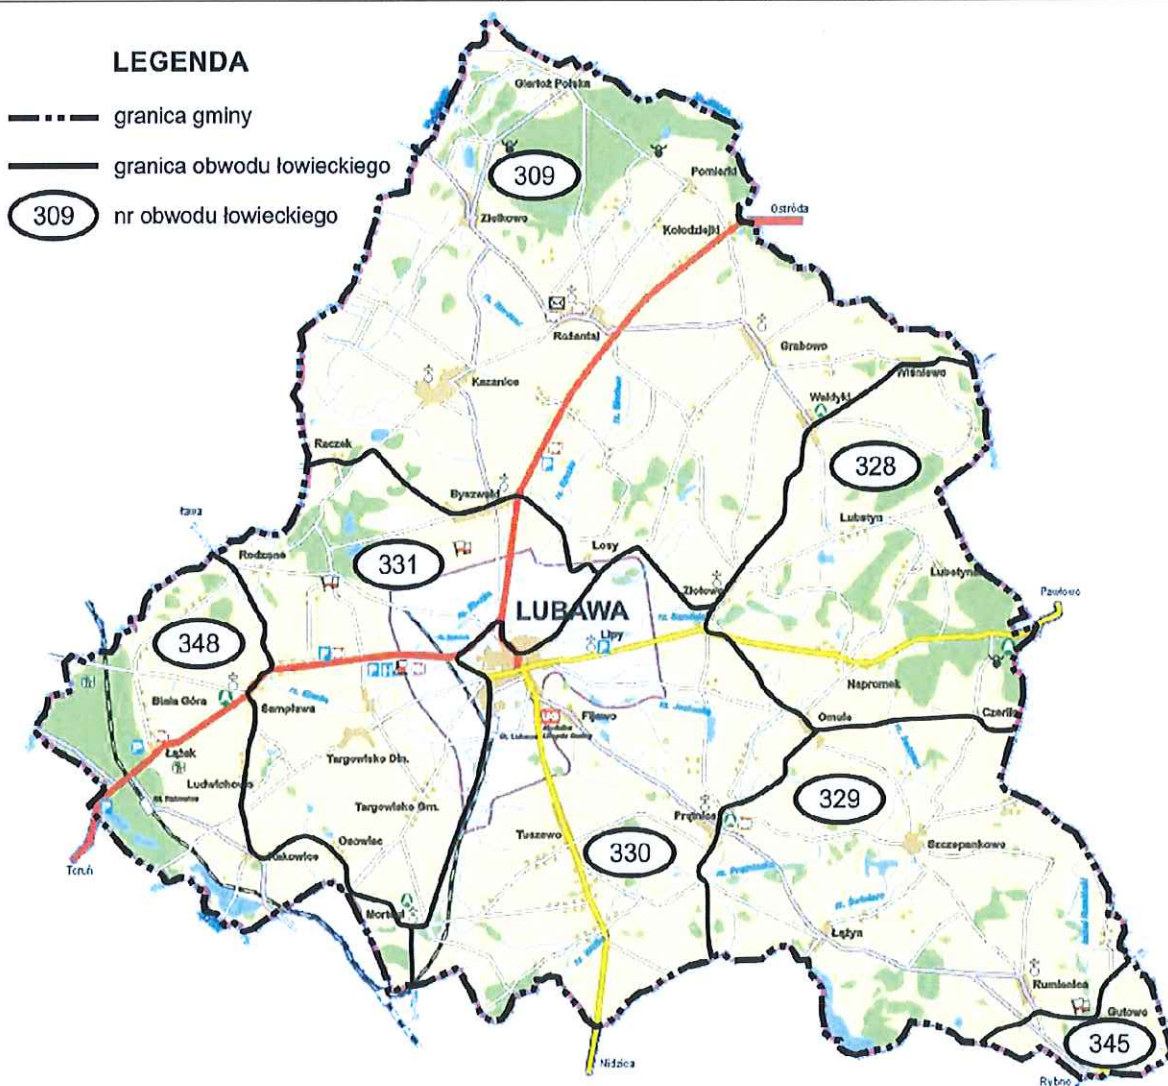 LEGENDA
granica gminy
granica obwodu łowieckiego
309 nr obwodu łowieckiego
Gierłoż Polska
309
Pomierki
Ostróda
Zielkowo
Kołodziejki
Rożental
Grabowo
Wiśniewo
Kazanice
Wałdyki
Raczek
328
Byszwałd
Iława
Lubstyn
Rodzone
331
Losy
Lubstynek
Złotowo
Pawłowo
LUBAWA
348
Lipy
Biała Góra
Sampława
Napromek
Fijewo
Omule
Czerlin
Łążek
Targowisko Dln.
Ludwichowo
329
Targowisko Grn.
Prątnica
Osowiec
Tuszewo
330
Szczepankowo
Toruń
Rakowice
Mortęgi
Łążyn
Rumienica
Gutowo
345
Nidzica
Rybno